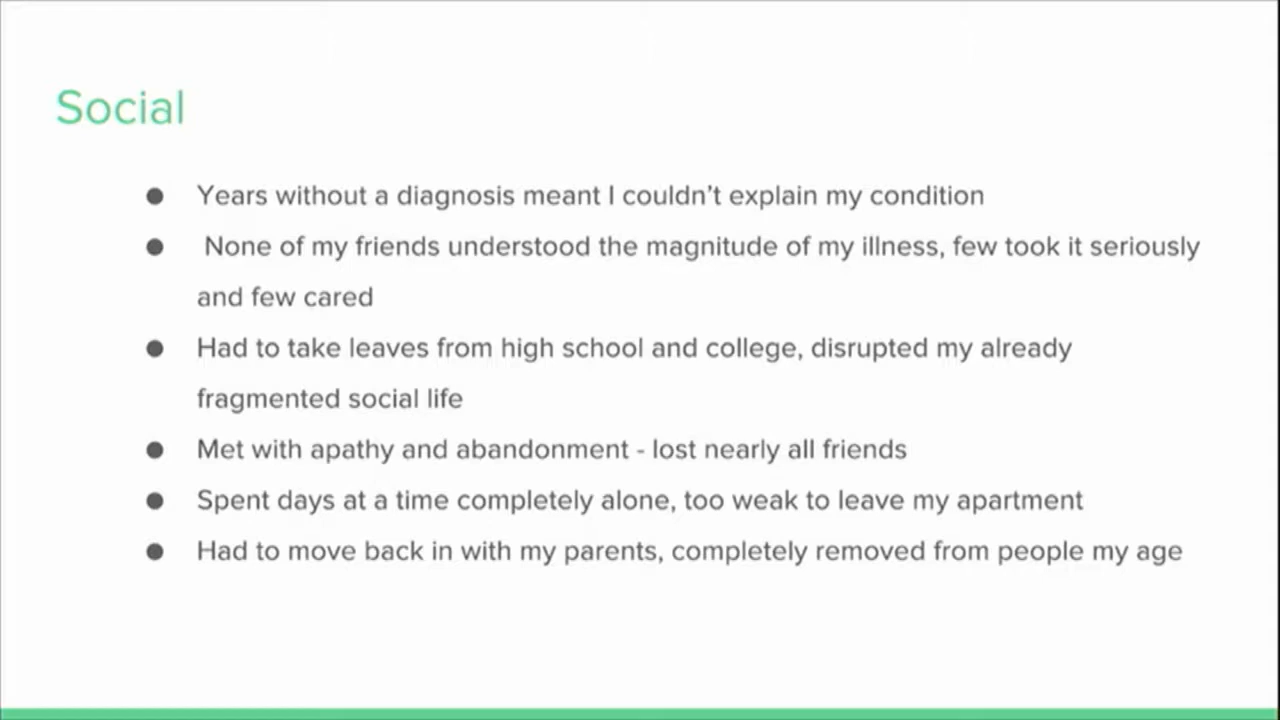 Social
● Years without a diagnosis meant I couldn’t explain my condition
● None of my friends understood the magnitude of my illness, few took it seriously
and few cared
● Had to take leaves from high school and college, disrupted my already
fragmented social life
● Met with apathy and abandonment - lost nearly all friends
● Spent days at a time completely alone, too weak to leave my apartment
● Had to move back in with my parents, completely removed from people my age